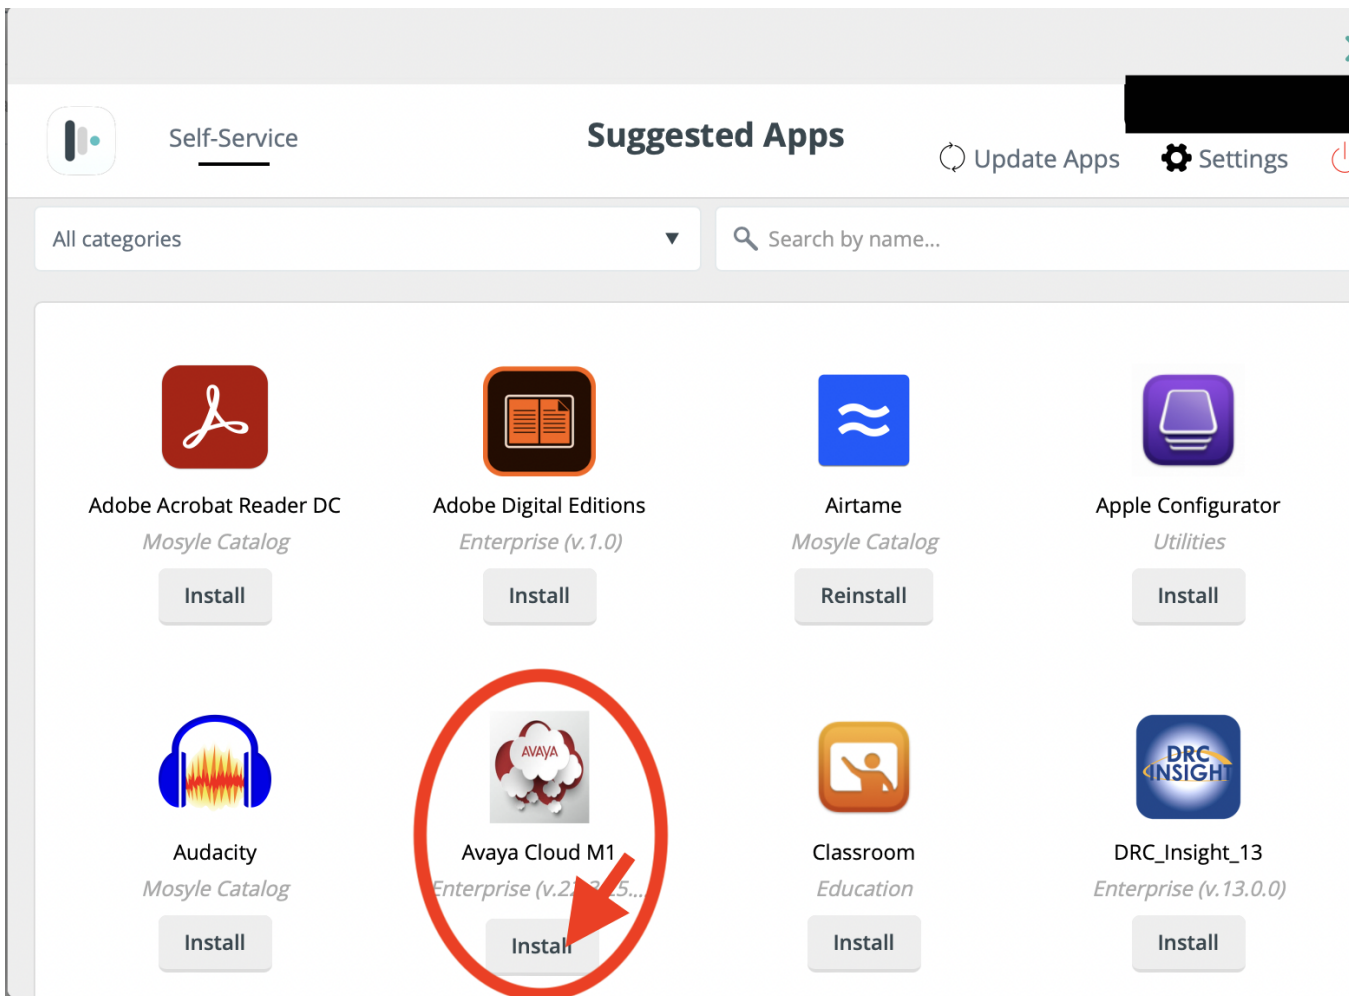 Self-Service
Suggested Apps
Update Apps
Settings
All categories
Search by name...
Adobe Acrobat Reader DC
Adobe Digital Editions
Airtame
Apple Configurator
Mosyle Catalog
Enterprise (v.1.0)
Mosyle Catalog
Utilities
Install
Install
Reinstall
Install
AVAYA
DRC
INSIGHT
Audacity
Avaya Cloud M1
Classroom
DRC_Insight_13
Mosyle Catalog
Enterprise
Education
Enterprise (v.13.0.0)
Install
Install
Install
Install